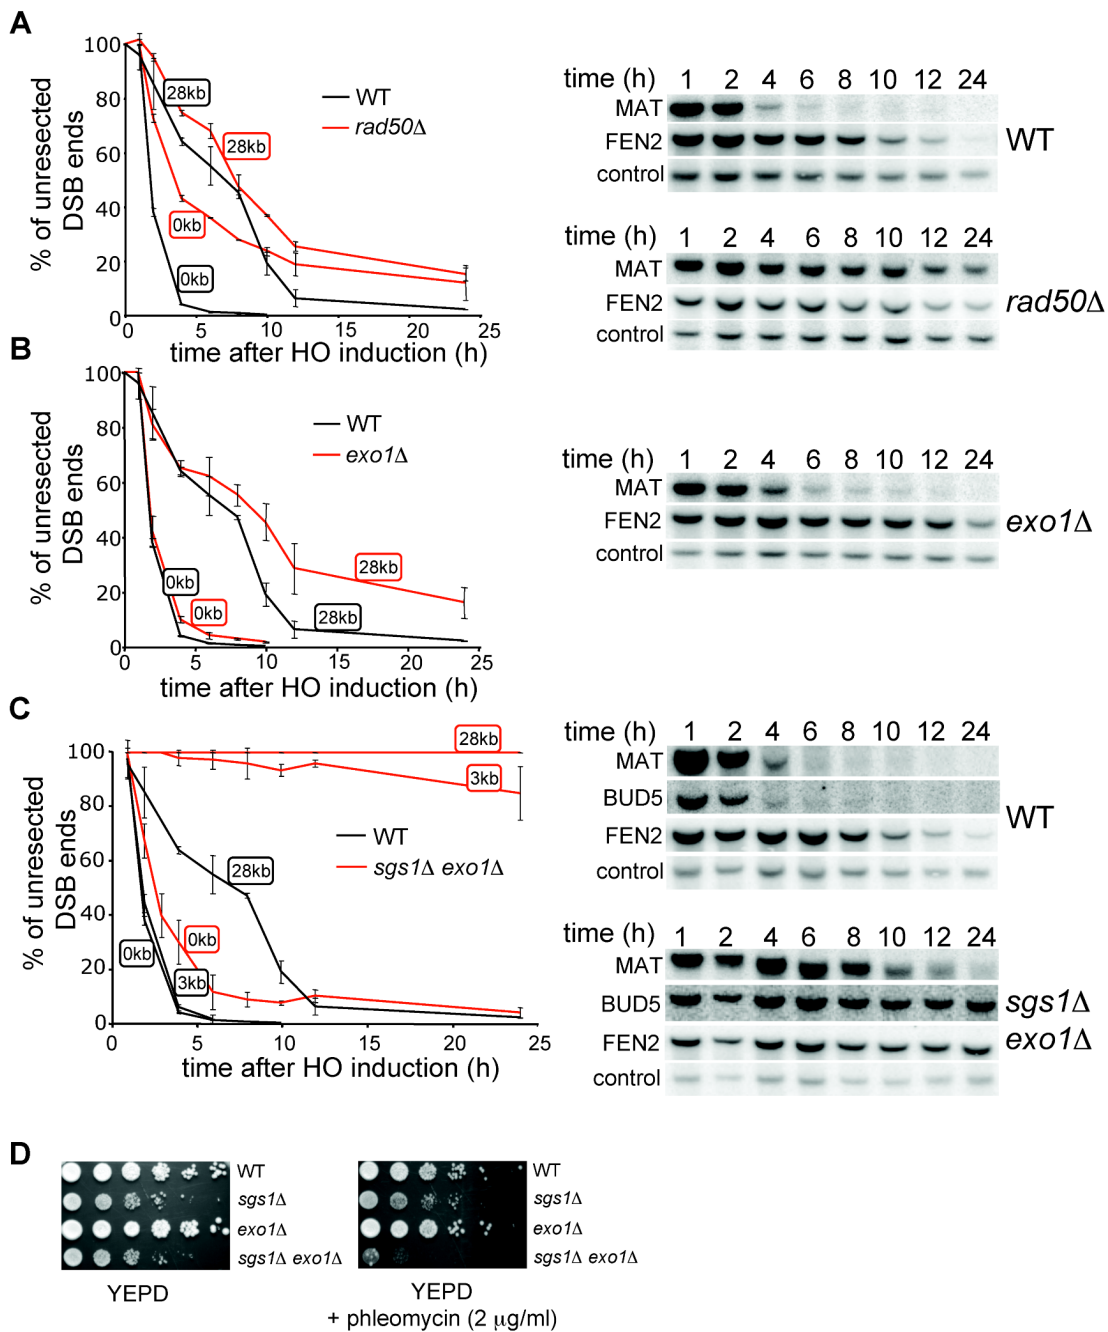 A
100
80
60
40
20
0
0 5 10 15 20 25
% of unresected
DSB ends
time after HO induction (h)
28kb
28kb
0kb
0kb
WT
rad50Δ
time (h) 1 2 4 6 8 10 12 24
MAT
FEN2
control
WT
time (h) 1 2 4 6 8 10 12 24
MAT
FEN2
control
rad50Δ
B
100
80
60
40
20
0
0 5 10 15 20 25
% of unresected
DSB ends
time after HO induction (h)
WT
exo1Δ
0kb
0kb
28kb
28kb
time (h) 1 2 4 6 8 10 12 24
MAT
FEN2
control
exo1Δ
C
100
80
60
40
20
0
0 5 10 15 20 25
% of unresected
DSB ends
time after HO induction (h)
28kb
3kb
WT
sgs1Δ exo1Δ
28kb
0kb
0kb
3kb
time (h) 1 2 4 6 8 10 12 24
MAT
BUD5
FEN2
control
WT
time (h) 1 2 4 6 8 10 12 24
MAT
BUD5
FEN2
control
sgs1Δ
exo1Δ
D
WT
sgs1Δ
exo1Δ
sgs1Δ exo1Δ
YEPD
WT
sgs1Δ
exo1Δ
sgs1Δ exo1Δ
YEPD
+ phleomycin (2 μg/ml)